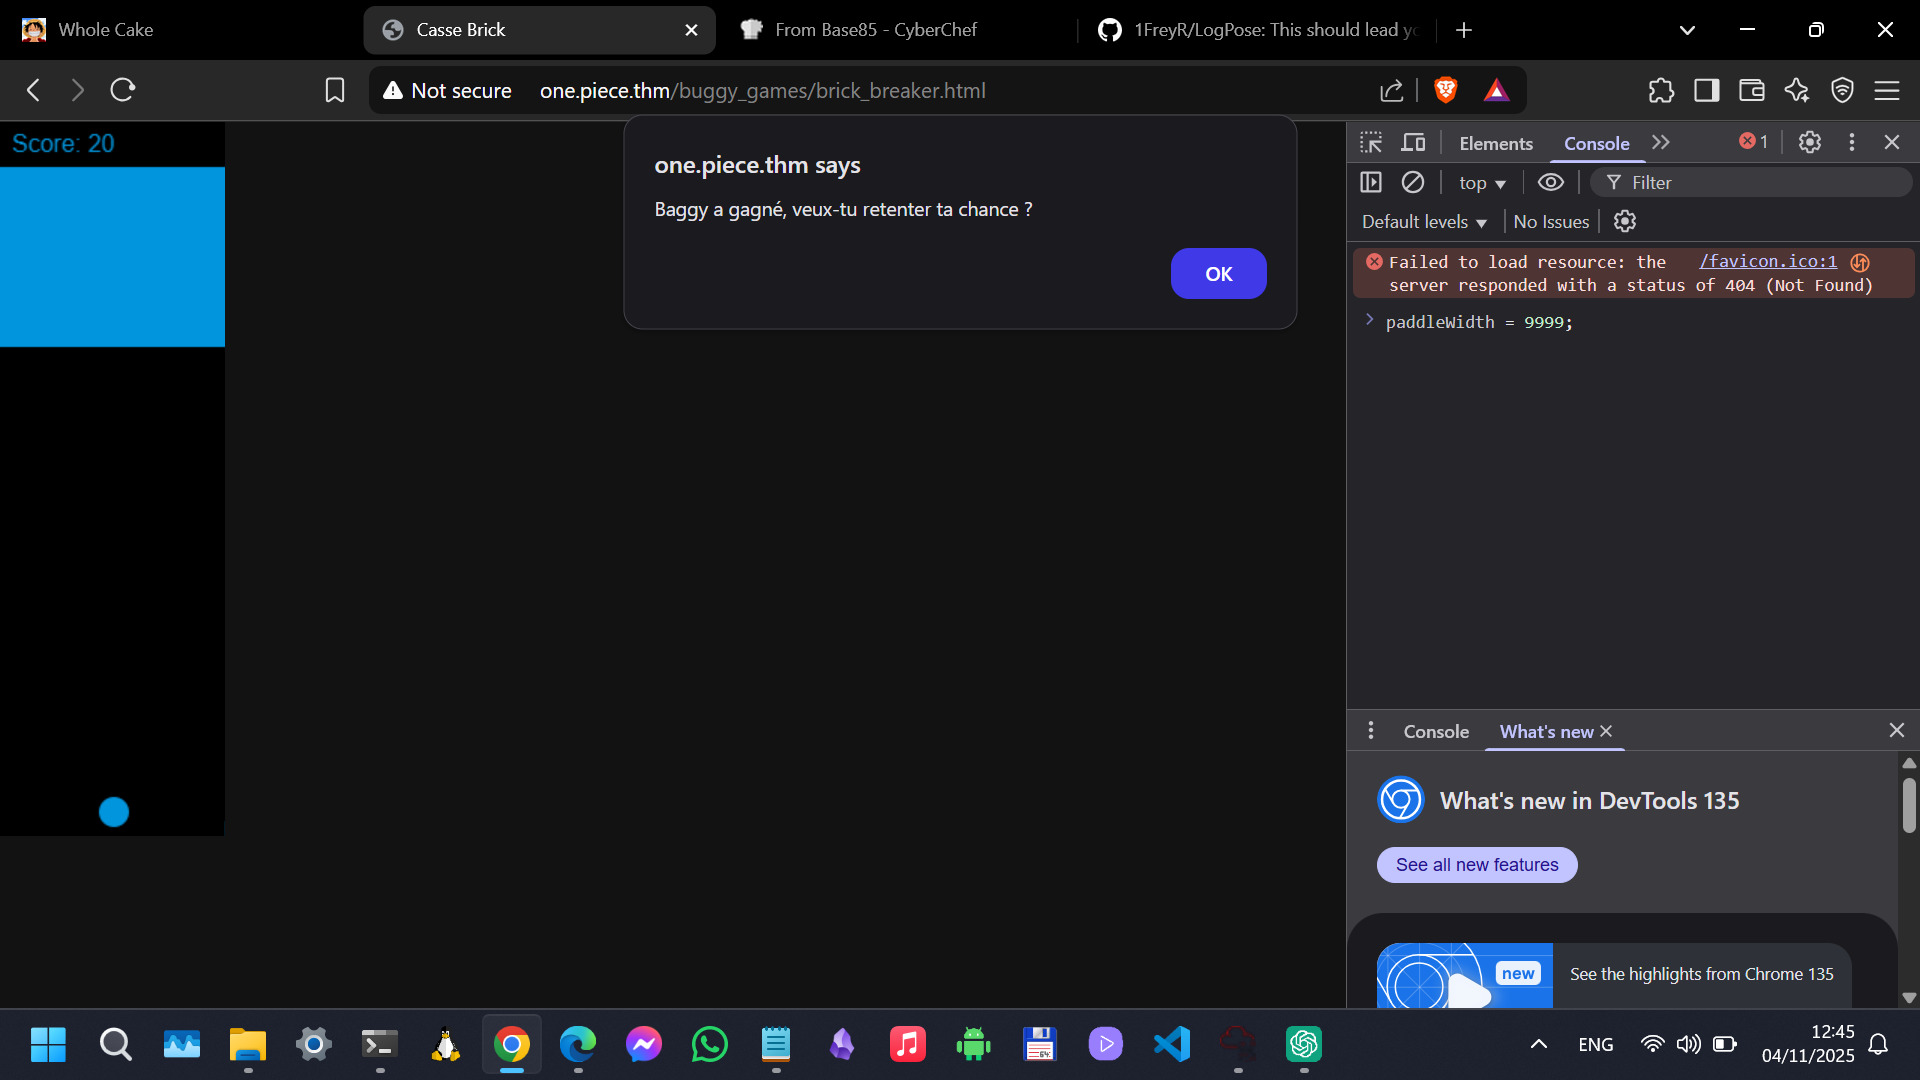 Whole Cake
Casse Brick
From Base85 - CyberChef
1FreyR/LogPose: This should lead yo
Not secure
one.piece.thm/buggy_games/brick_breaker.html
Score: 20
one.piece.thm says
Baggy a gagné, veux-tu retenter ta chance ?
OK
Elements
Console
1
top
Filter
Default levels
No Issues
Failed to load resource: the /favicon.ico:1
server responded with a status of 404 (Not Found)
paddleWidth = 9999;
Console
What's new
What's new in DevTools 135
See all new features
new
See the highlights from Chrome 135
64
ENG
12:45
04/11/2025